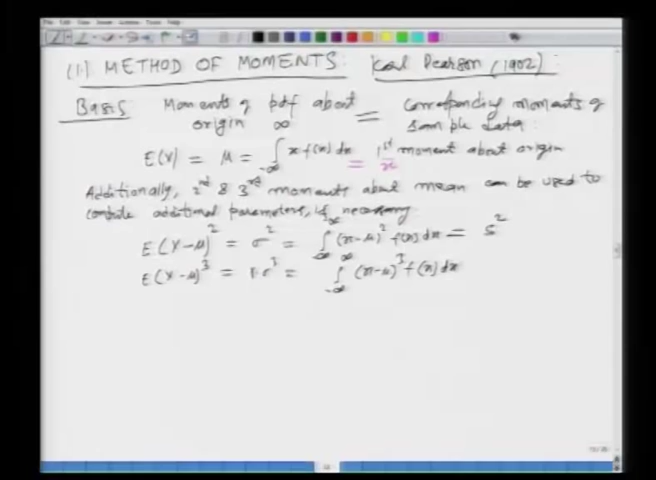 (1) METHOD OF MOMENTS: Karl Pearson (1902)
Basis Moments of pdf about origin = Corresponding moments of sample data:
E(X) = μ = ∫_{-∞}^{∞} x f(x) dx = 1st moment about origin
x̄
Additionally, 2nd & 3rd moments about mean can be used to
compute additional parameters, if necessary
E(X-μ)² = σ² = ∫_{-∞}^{∞} (x-μ)² f(x) dx = s²
E(X-μ)³ = γσ³ = ∫_{-∞}^{∞} (x-μ)³ f(x) dx